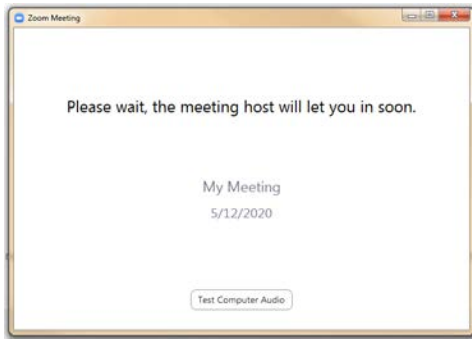 Zoom Meeting
Please wait, the meeting host will let you in soon.
My Meeting
5/12/2020
Test Computer Audio